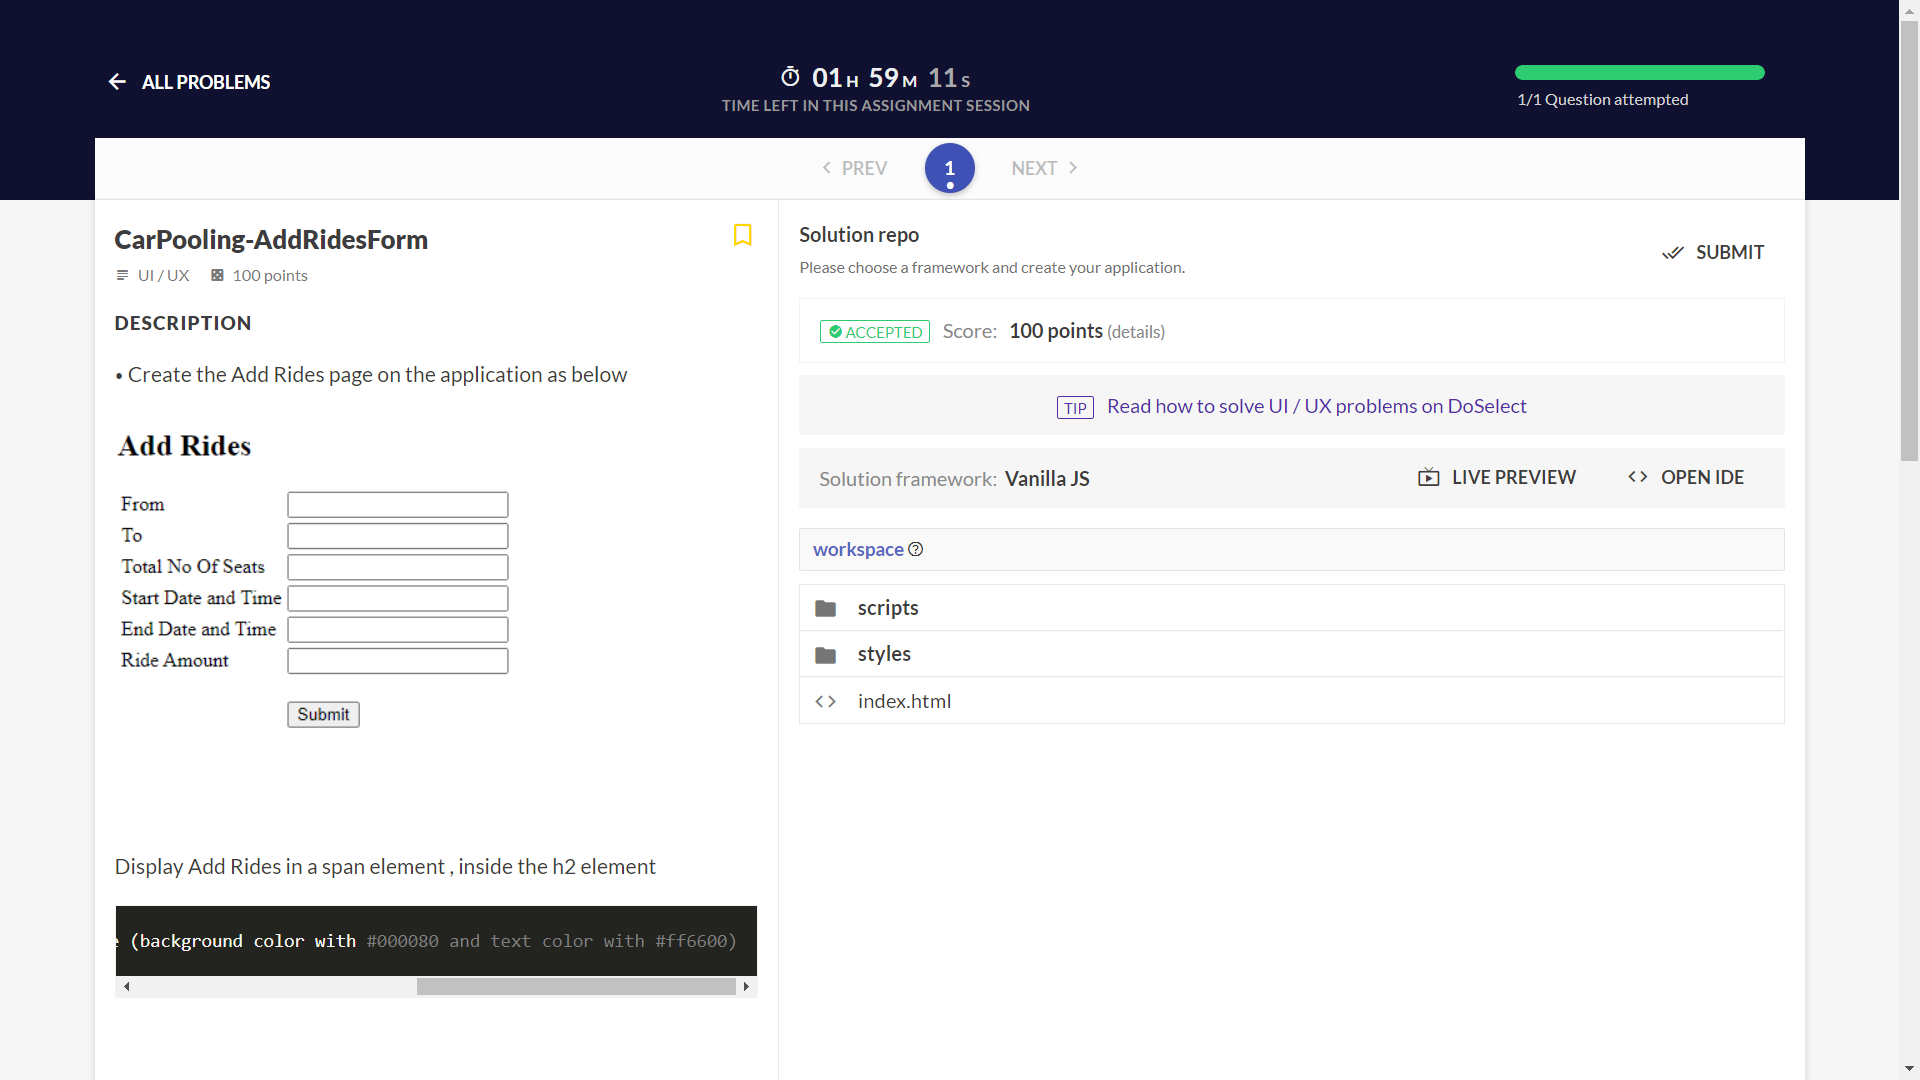 ALL PROBLEMS
01 H 59 M 11 S
TIME LEFT IN THIS ASSIGNMENT SESSION
1/1 Question attempted
PREV
1
NEXT
CarPooling-AddRidesForm
UI / UX
100 points
DESCRIPTION
• Create the Add Rides page on the application as below
Add Rides
From
To
Total No Of Seats
Start Date and Time
End Date and Time
Ride Amount
Submit
Display Add Rides in a span element , inside the h2 element
(background color with #000080 and text color with #ff6600)
Solution repo
Please choose a framework and create your application.
SUBMIT
ACCEPTED
Score: 100 points (details)
TIP
Read how to solve UI / UX problems on DoSelect
Solution framework: Vanilla JS
LIVE PREVIEW
OPEN IDE
workspace
scripts
styles
index.html